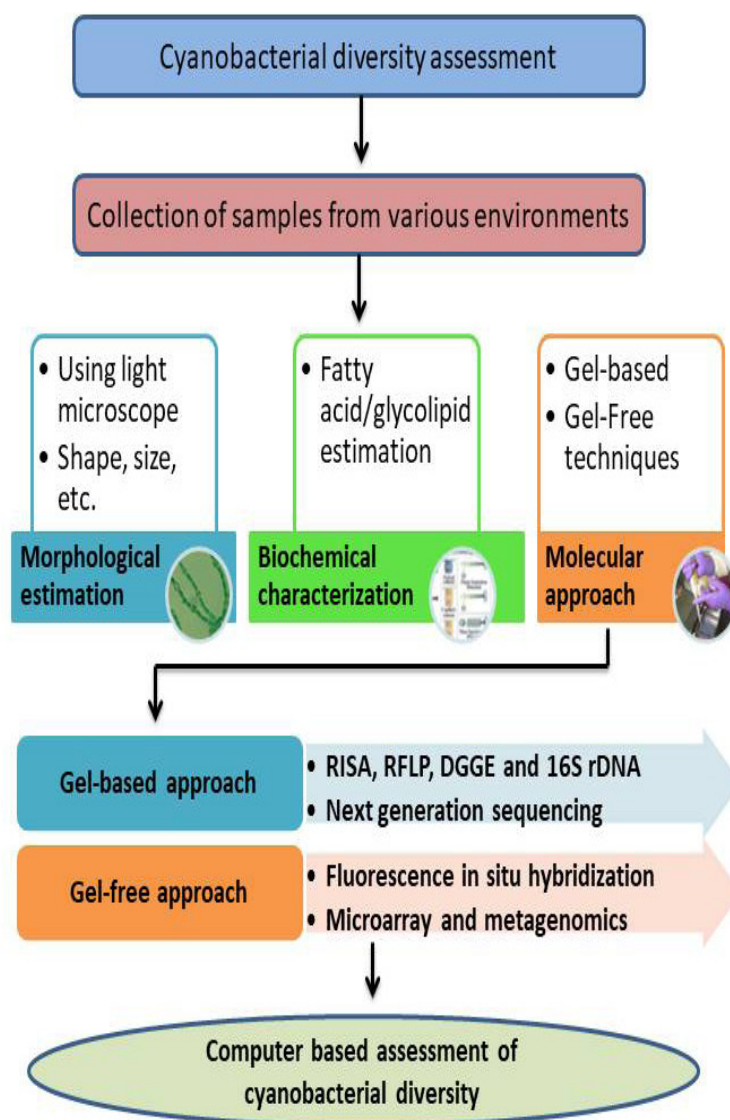 Cyanobacterial diversity assessment
Collection of samples from various environments
• Using light
microscope
• Shape, size,
etc.
Morphological
estimation
• Fatty
acid/glycolipid
estimation
Biochemical
characterization
• Gel-based
• Gel-Free
techniques
Molecular
approach
Gel-based approach
• RISA, RFLP, DGGE and 16S rDNA
• Next generation sequencing
Gel-free approach
• Fluorescence in situ hybridization
• Microarray and metagenomics
Computer based assessment of
cyanobacterial diversity